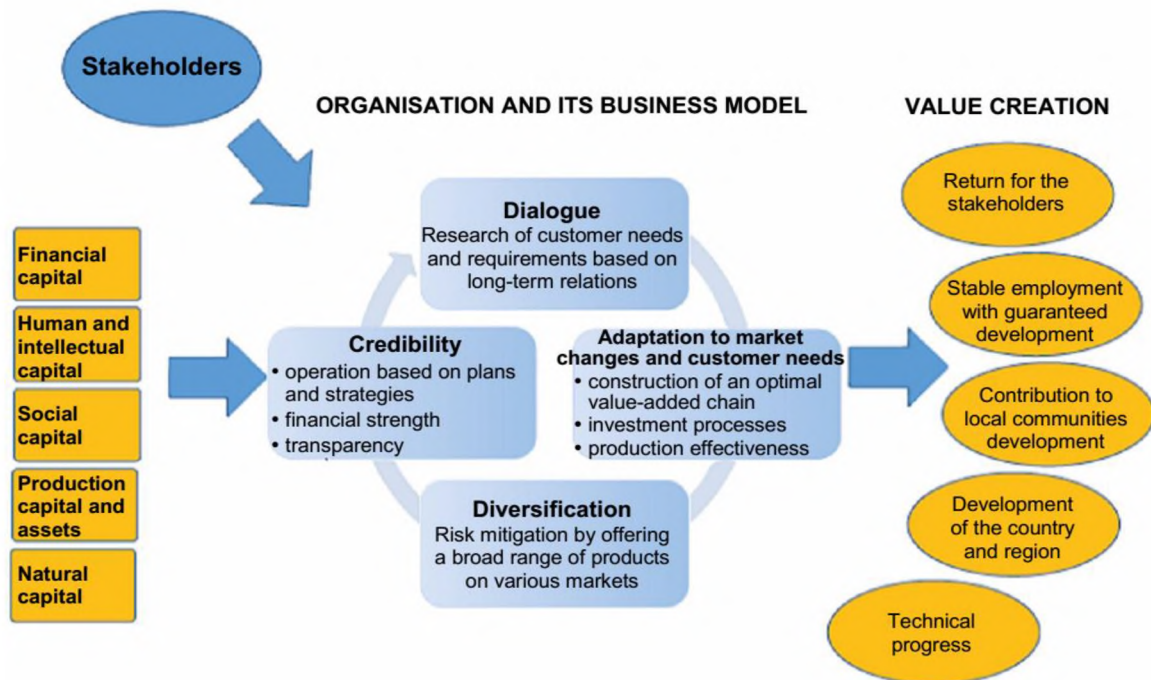 Stakeholders
ORGANISATION AND ITS BUSINESS MODEL
VALUE CREATION
Financial
capital
Human and
intellectual
capital
Social
capital
Production
capital and
assets
Natural
capital
Dialogue
Research of customer needs
and requirements based on
long-term relations
Credibility
• operation based on plans
and strategies
• financial strength
• transparency
Adaptation to market
changes and customer needs
• construction of an optimal
value-added chain
• investment processes
• production effectiveness
Diversification
Risk mitigation by offering
a broad range of products
on various markets
Return for the
stakeholders
Stable employment
with guaranteed
development
Contribution to
local communities
development
Development
of the country
and region
Technical
progress